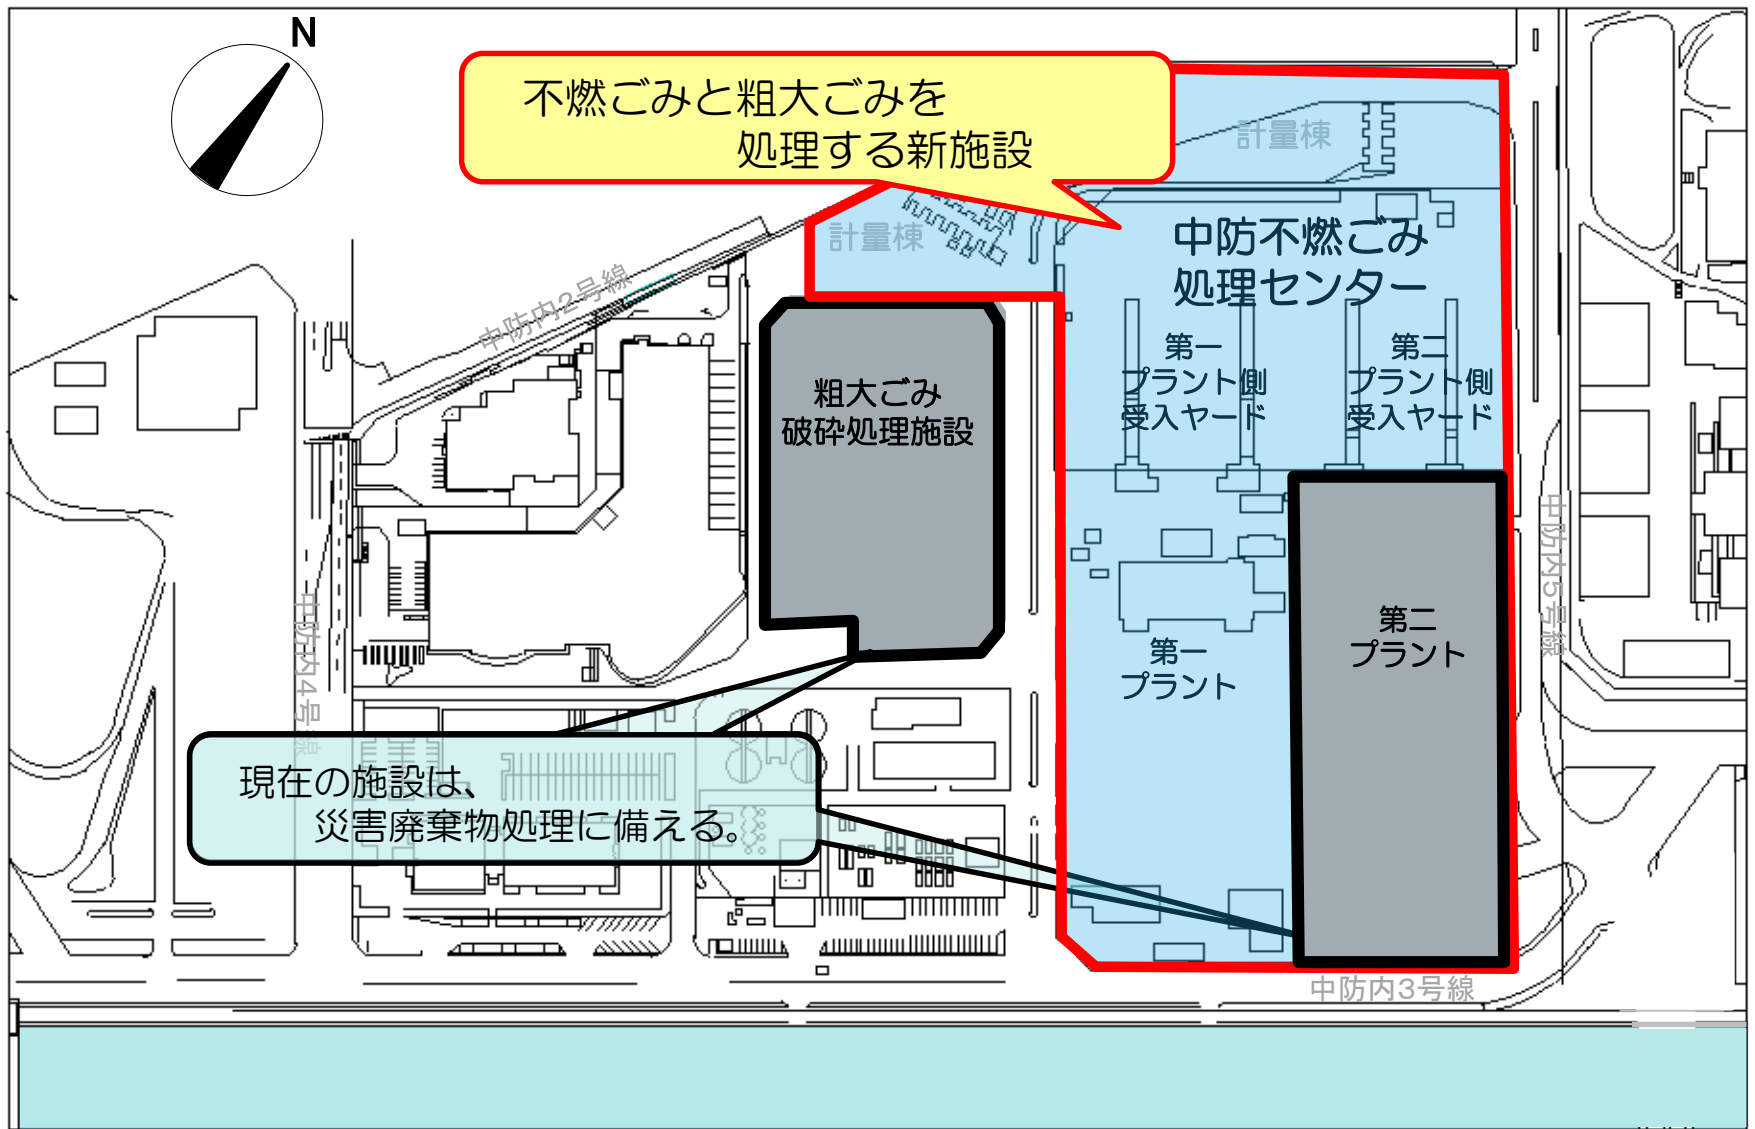 N
不燃ごみと粗大ごみを
処理する新施設
計量棟
計量棟
中防不燃ごみ
処理センター
中防内2号線
第一
プラント側
受入ヤード
第二
プラント側
受入ヤード
粗大ごみ
破砕処理施設
中防内5号線
中防内4号線
第二
プラント
第一
プラント
現在の施設は、
災害廃棄物処理に備える。
中防内3号線